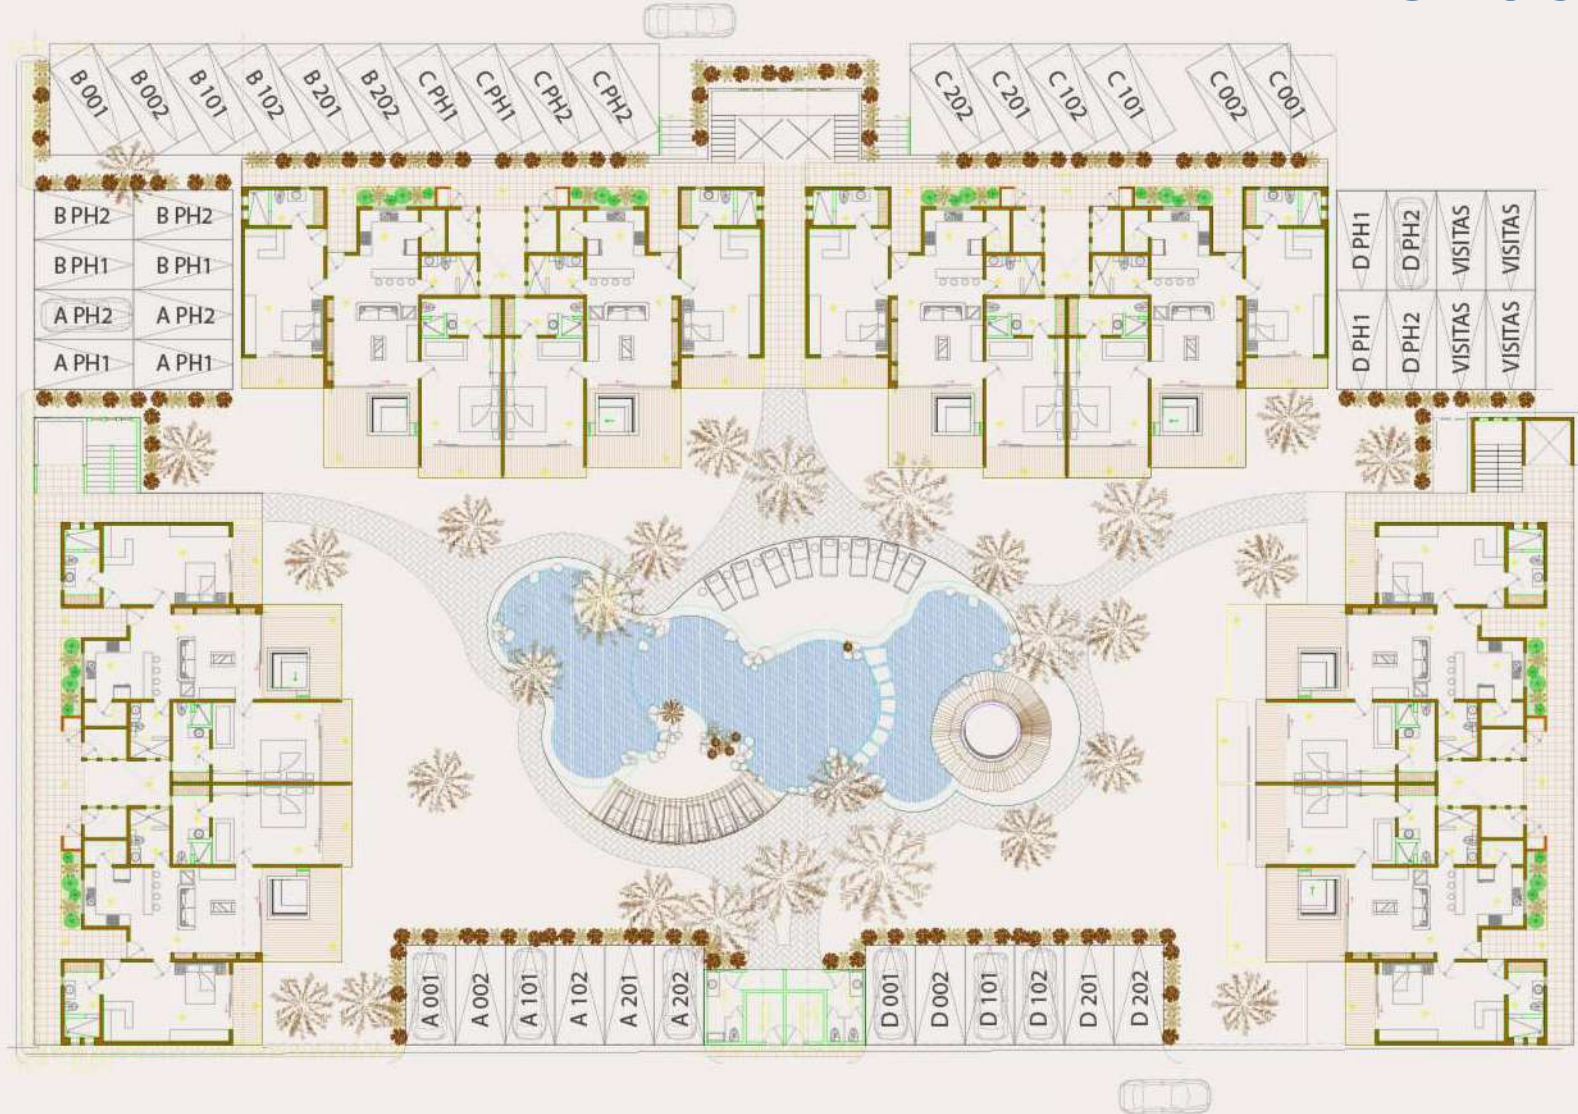 B 001
B 002
B 101
B 102
B 201
B 202
C PH1
C PH1
C PH2
C PH2
C 202
C 201
C 102
C 101
C 002
C 001
B PH2
B PH2
B PH1
B PH1
A PH2
A PH2
A PH1
A PH1
D PH1
D PH2
VISITAS
VISITAS
D PH1
D PH2
VISITAS
VISITAS
A 001
A 002
A 101
A 102
A 201
A 202
D 001
D 002
D 101
D 102
D 201
D 202